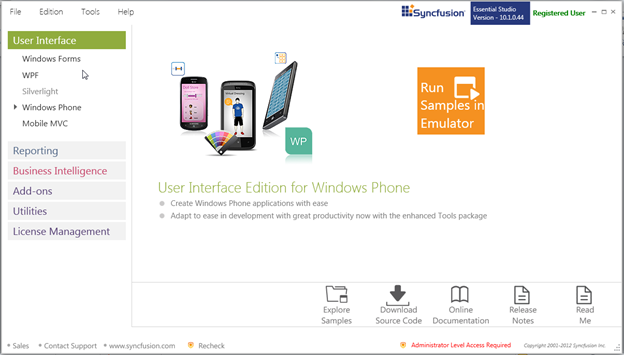 File Edition Tools Help
Syncfusion
Essential Studio
Version - 10.1.0.44
Registered User
User Interface
Windows Forms
WPF
Silverlight
Windows Phone
Mobile MVC
Reporting
Business Intelligence
Add-ons
Utilities
License Management
WP
Run
Samples in
Emulator
User Interface Edition for Windows Phone
Create Windows Phone applications with ease
Adapt to ease in development with great productivity now with the enhanced Tools package
Explore
Samples
Download
Source Code
Online
Documentation
Release
Notes
Read
Me
Sales Contact Support www.syncfusion.com Recheck Administrator Level Access Required Copyright 2001-2012 Syncfusion Inc.